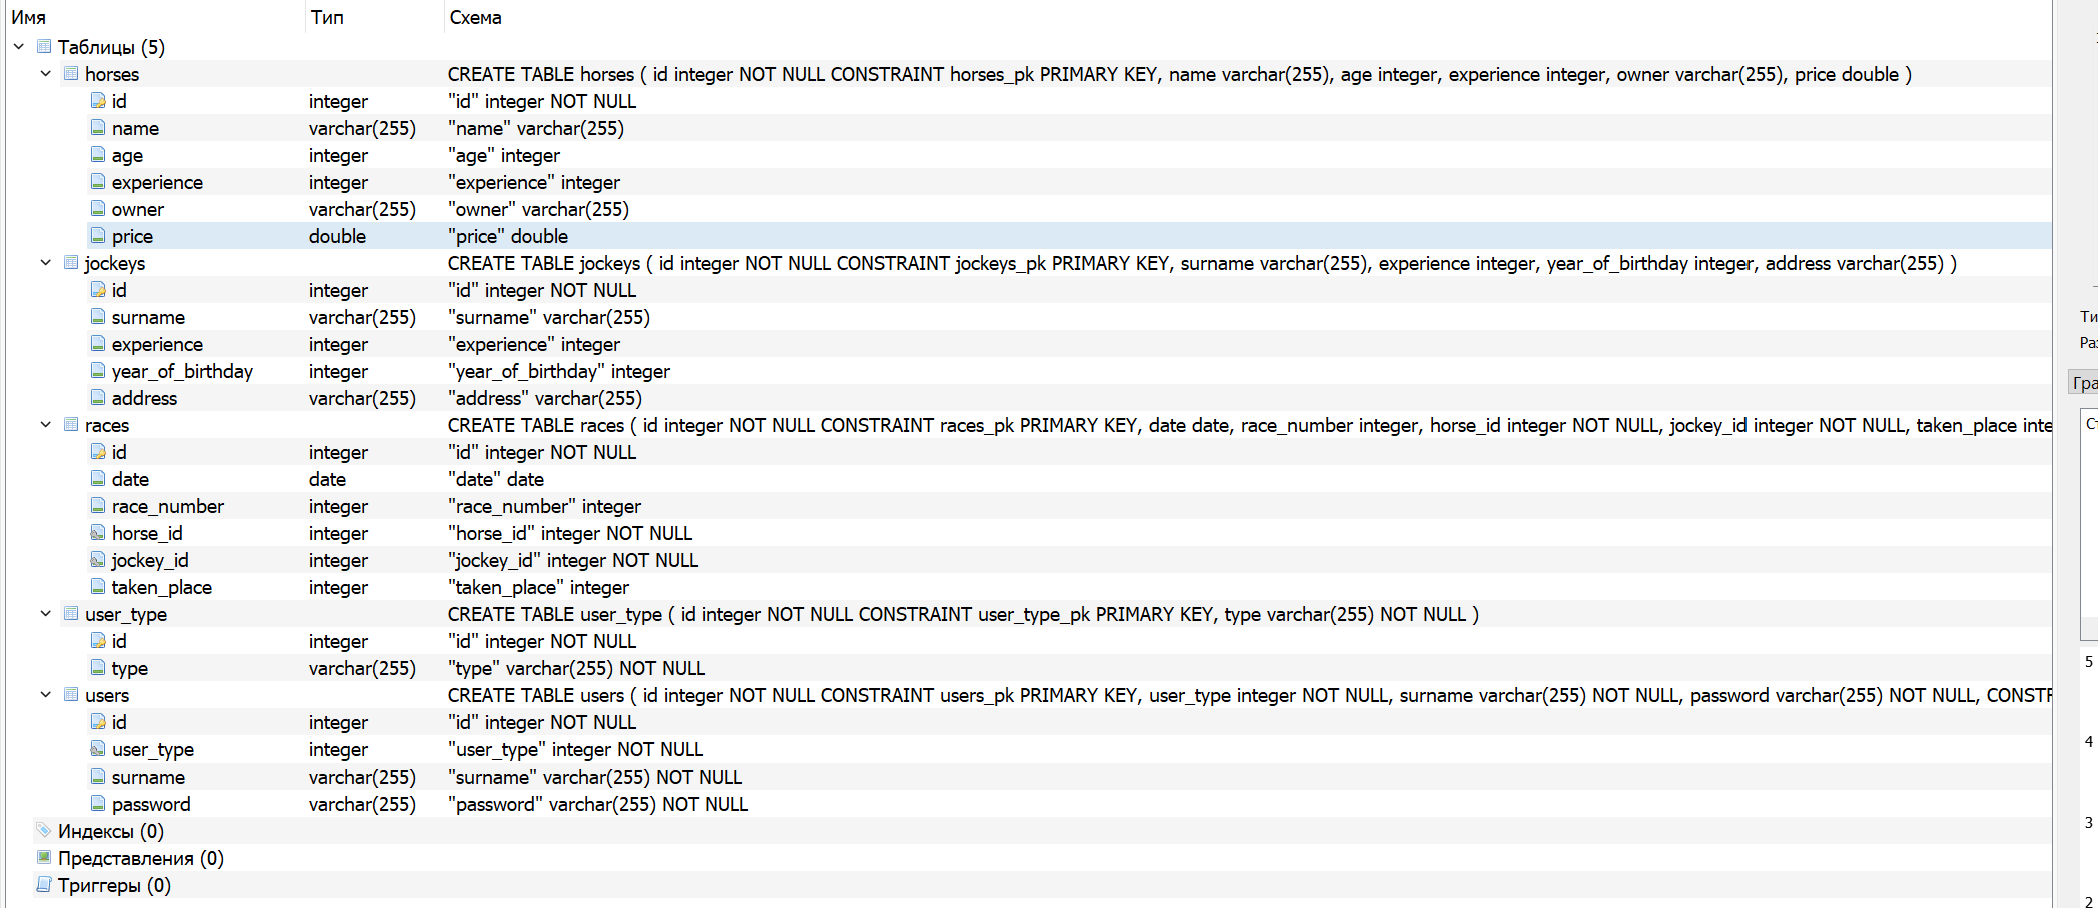 Имя Тип Схема
Таблицы (5)
horses CREATE TABLE horses ( id integer NOT NULL CONSTRAINT horses_pk PRIMARY KEY, name varchar(255), age integer, experience integer, owner varchar(255), price double )
id integer "id" integer NOT NULL
name varchar(255) "name" varchar(255)
age integer "age" integer
experience integer "experience" integer
owner varchar(255) "owner" varchar(255)
price double "price" double
jockeys CREATE TABLE jockeys ( id integer NOT NULL CONSTRAINT jockeys_pk PRIMARY KEY, surname varchar(255), experience integer, year_of_birthday integer, address varchar(255) )
id integer "id" integer NOT NULL
surname varchar(255) "surname" varchar(255)
experience integer "experience" integer
year_of_birthday integer "year_of_birthday" integer
address varchar(255) "address" varchar(255)
races CREATE TABLE races ( id integer NOT NULL CONSTRAINT races_pk PRIMARY KEY, date date, race_number integer, horse_id integer NOT NULL, jockey_id integer NOT NULL, taken_place inte
id integer "id" integer NOT NULL
date date "date" date
race_number integer "race_number" integer
horse_id integer "horse_id" integer NOT NULL
jockey_id integer "jockey_id" integer NOT NULL
taken_place integer "taken_place" integer
user_type CREATE TABLE user_type ( id integer NOT NULL CONSTRAINT user_type_pk PRIMARY KEY, type varchar(255) NOT NULL )
id integer "id" integer NOT NULL
type varchar(255) "type" varchar(255) NOT NULL
users CREATE TABLE users ( id integer NOT NULL CONSTRAINT users_pk PRIMARY KEY, user_type integer NOT NULL, surname varchar(255) NOT NULL, password varchar(255) NOT NULL, CONST
id integer "id" integer NOT NULL
user_type integer "user_type" integer NOT NULL
surname varchar(255) "surname" varchar(255) NOT NULL
password varchar(255) "password" varchar(255) NOT NULL
Индексы (0)
Представления (0)
Триггеры (0)
Ти
Ра
Гра
5
4
3
2